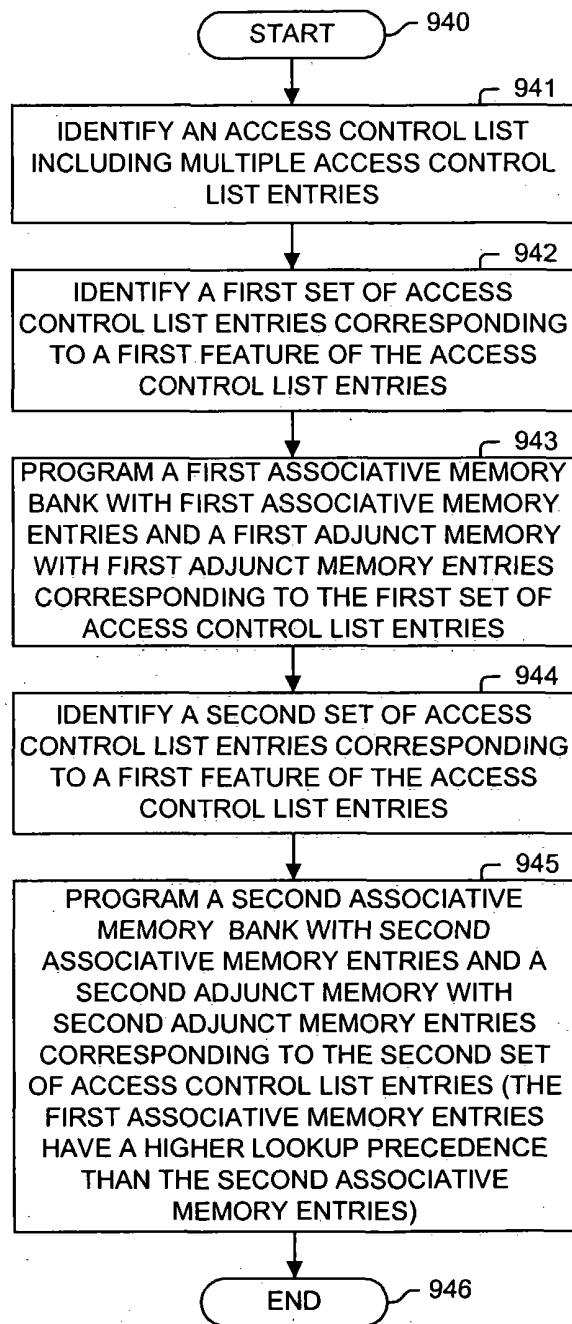 START
940
941
IDENTIFY AN ACCESS CONTROL LIST
INCLUDING MULTIPLE ACCESS CONTROL
LIST ENTRIES
942
IDENTIFY A FIRST SET OF ACCESS
CONTROL LIST ENTRIES CORRESPONDING
TO A FIRST FEATURE OF THE ACCESS
CONTROL LIST ENTRIES
943
PROGRAM A FIRST ASSOCIATIVE MEMORY
BANK WITH FIRST ASSOCIATIVE MEMORY
ENTRIES AND A FIRST ADJUNCT MEMORY
WITH FIRST ADJUNCT MEMORY ENTRIES
CORRESPONDING TO THE FIRST SET OF
ACCESS CONTROL LIST ENTRIES
944
IDENTIFY A SECOND SET OF ACCESS
CONTROL LIST ENTRIES CORRESPONDING
TO A FIRST FEATURE OF THE ACCESS
CONTROL LIST ENTRIES
945
PROGRAM A SECOND ASSOCIATIVE
MEMORY BANK WITH SECOND
ASSOCIATIVE MEMORY ENTRIES AND A
SECOND ADJUNCT MEMORY WITH
SECOND ADJUNCT MEMORY ENTRIES
CORRESPONDING TO THE SECOND SET
OF ACCESS CONTROL LIST ENTRIES (THE
FIRST ASSOCIATIVE MEMORY ENTRIES
HAVE A HIGHER LOOKUP PRECEDENCE
THAN THE SECOND ASSOCIATIVE
MEMORY ENTRIES)
END
946